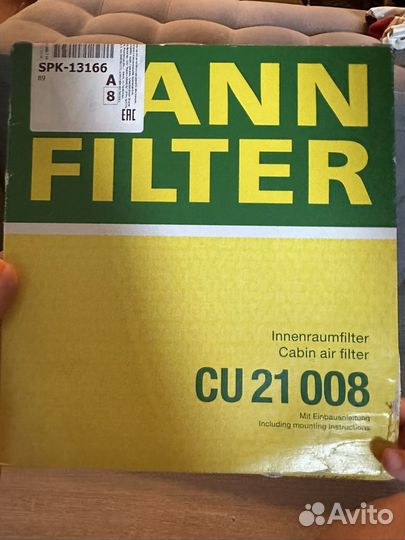 SPK-13166
89
A
8
EAC
ANN
FILTER
Innenraumfilter
Cabin air filter
CU 21 008
Mit Einbauanleitung
Including mounting instructions
Avito